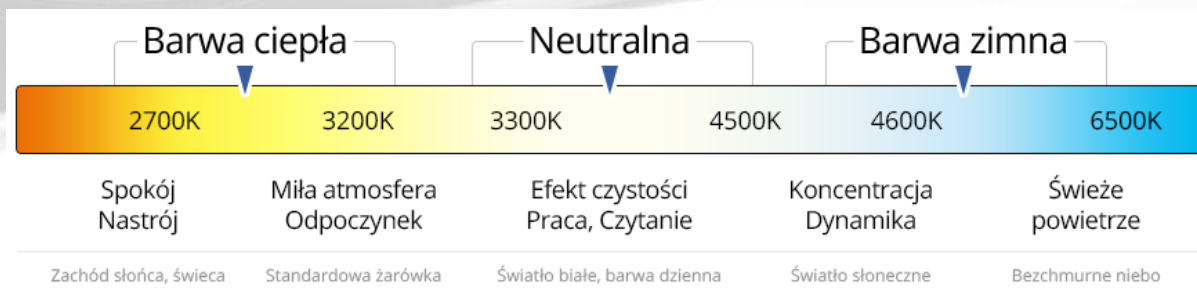 Barwa ciepła Neutralna Barwa zimna
2700K 3200K 3300K 4500K 4600K 6500K
Spokój
Nastrój
Miła atmosfera
Odpoczynek
Efekt czystości
Praca, Czytanie
Koncentracja
Dynamika
Świeże
powietrze
Zachód słońca, świeca
Standardowa żarówka
Światło białe, barwa dzienna
Światło słoneczne
Bezchmurne niebo